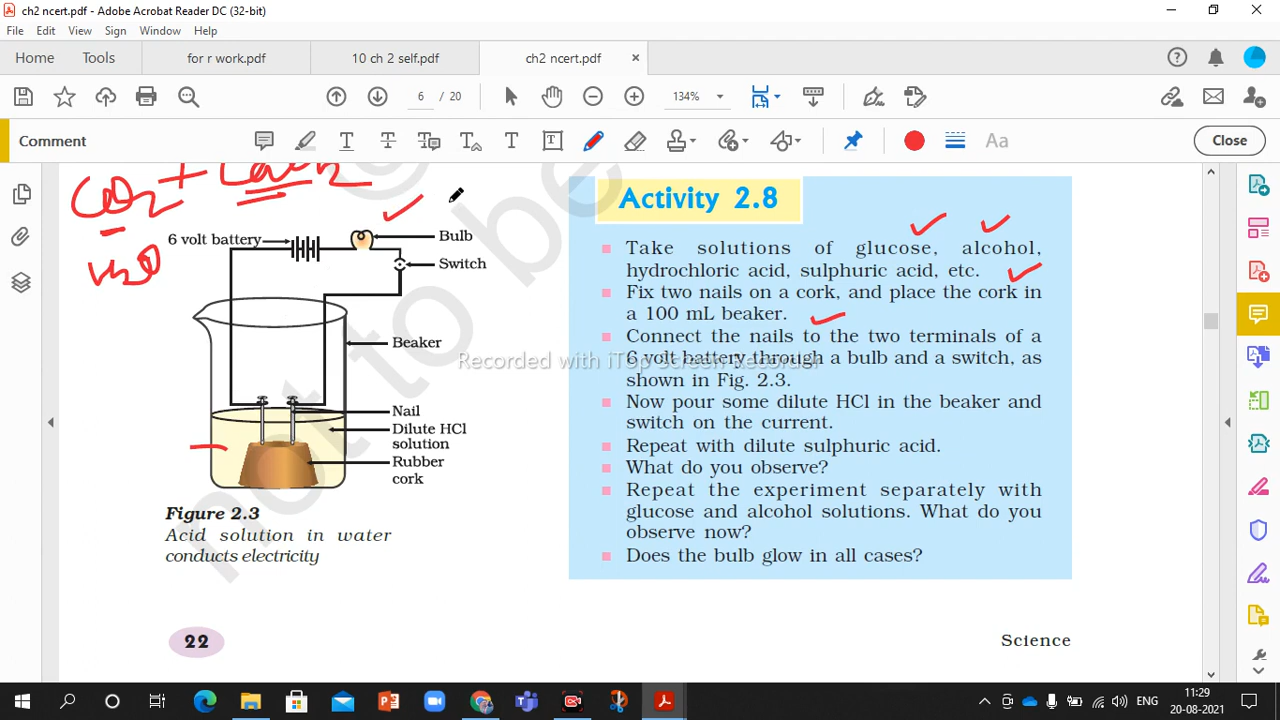 ch2 ncert.pdf - Adobe Acrobat Reader DC (32-bit)
File Edit View Sign Window Help
Home Tools for r work.pdf 10 ch 2 self.pdf ch2 ncert.pdf
6 / 20 134%
Comment Close
CO2 +
H2O
6 volt battery
Bulb
Switch
Beaker
Nail
Dilute HCl
solution
Rubber
cork
Figure 2.3
Acid solution in water
conducts electricity
not to be
Activity 2.8
Take solutions of glucose, alcohol,
hydrochloric acid, sulphuric acid, etc.
Fix two nails on a cork, and place the cork in
a 100 mL beaker.
Connect the nails to the two terminals of a
6 volt battery through a bulb and a switch, as
shown in Fig. 2.3.
Now pour some dilute HCl in the beaker and
switch on the current.
Repeat with dilute sulphuric acid.
What do you observe?
Repeat the experiment separately with
glucose and alcohol solutions. What do you
observe now?
Does the bulb glow in all cases?
Recorded with iTop Screen Recorder
22
Science
ENG
11:29
20-08-2021